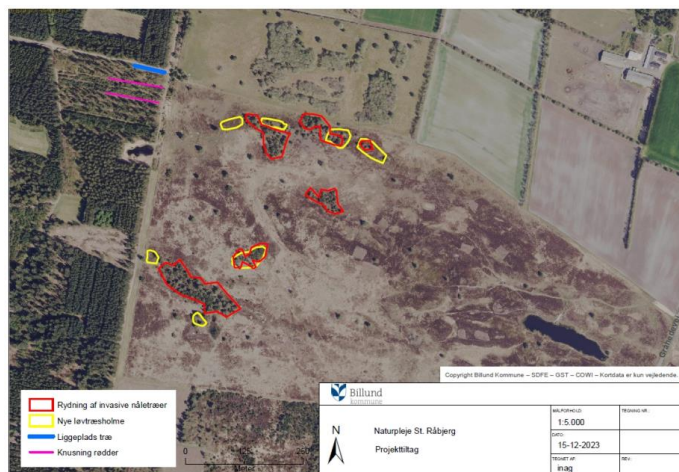 Copyright Billund Kommune – SDFE – GST – COWI – Kortdata er kun vejledende.
Rydning af invasive nåletræer
Nye løvtræsholme
Liggeplads træ
Knusning rødder
0
Meter
Billund
kommune
N
Naturpleje St. Råbjerg
Projekttiltag
MÅLFORHOLD:
1:5.000
TEGNING NR.:
DATO:
15-12-2023
TEGNET AF:
inag
REV.: